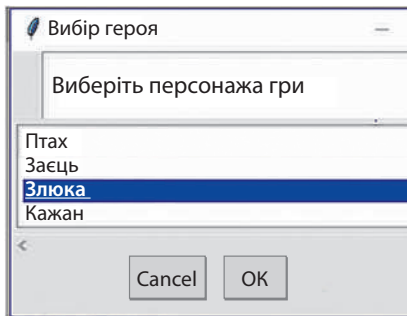 Вибір героя
Виберіть персонажа гри
Птах
Заєць
Злюка
Кажан
Cancel OK